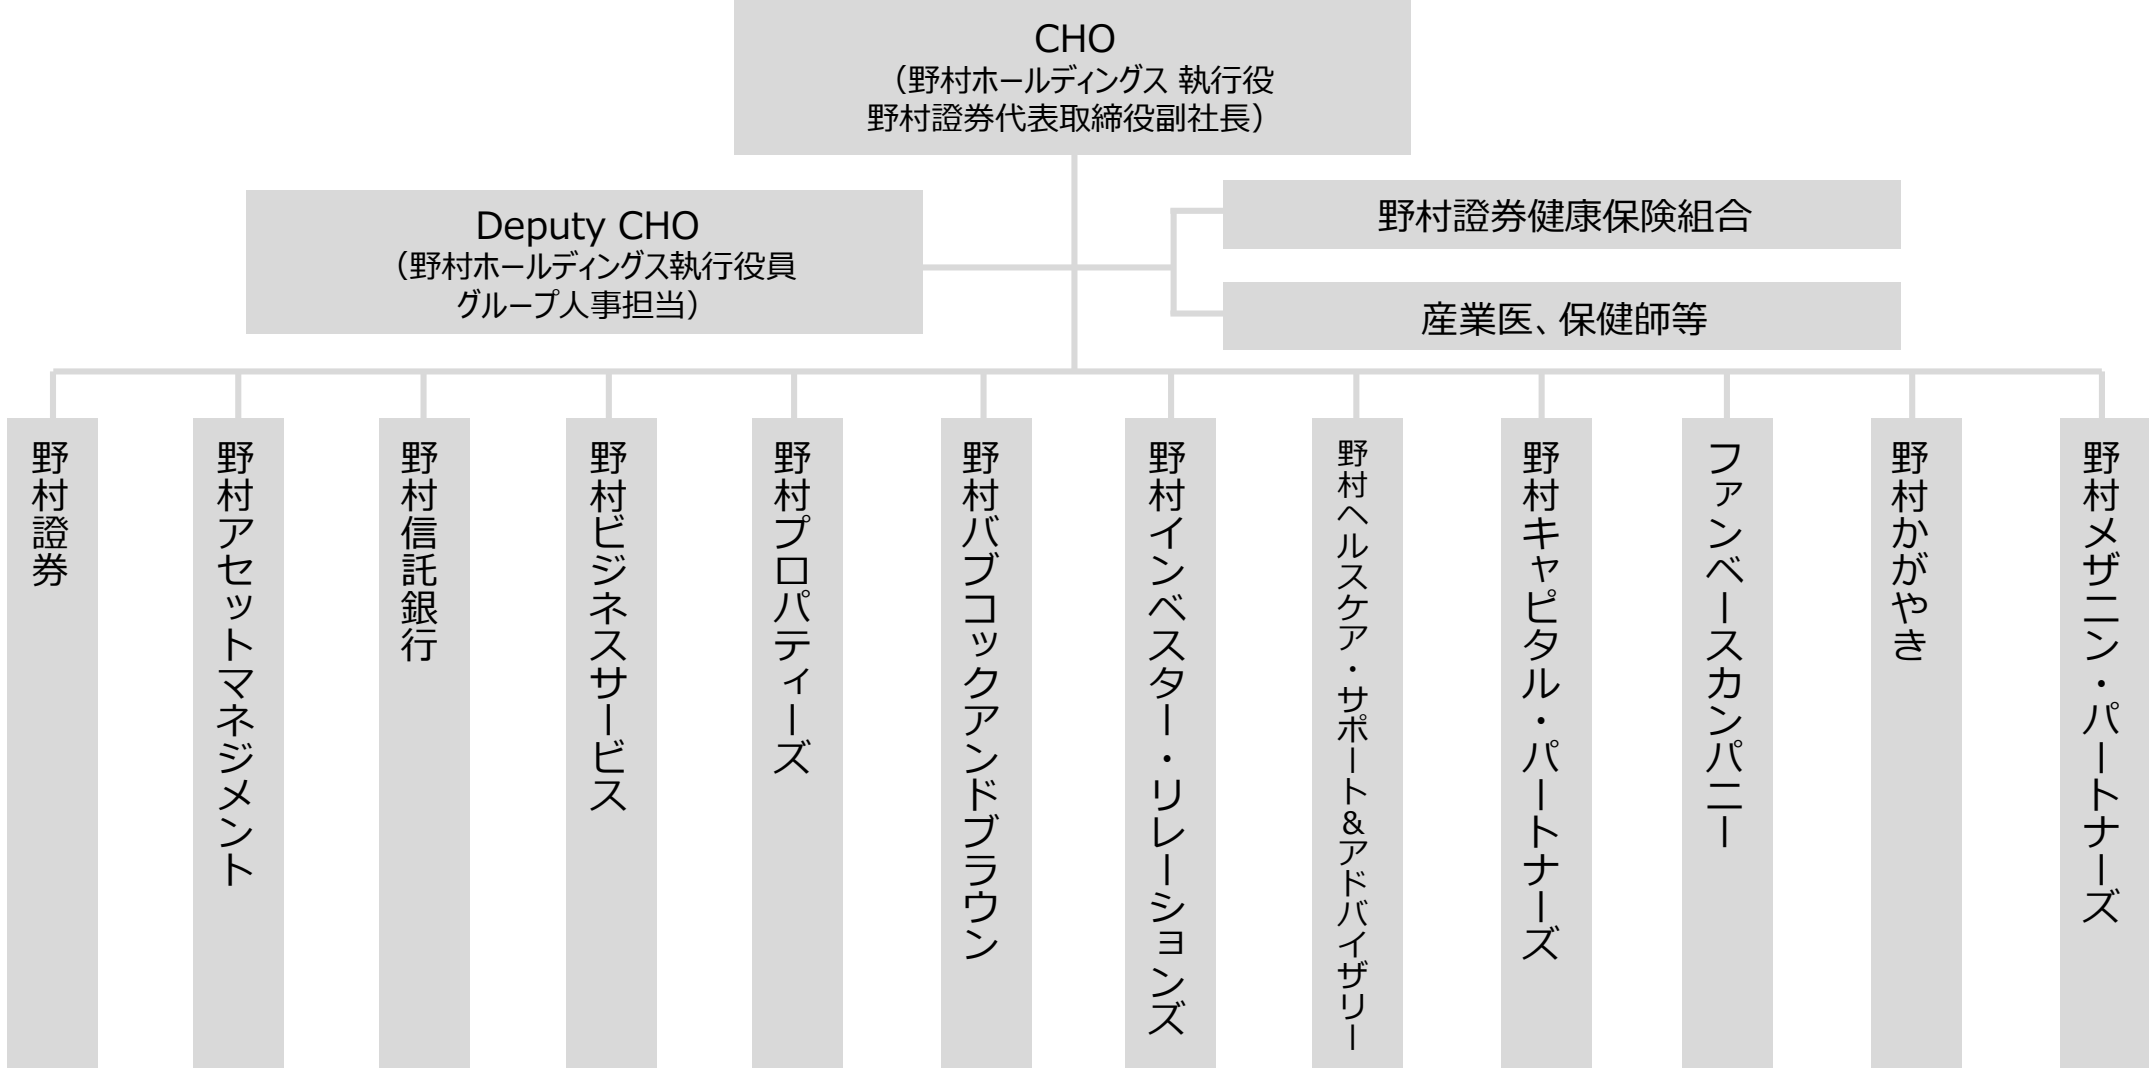 CHO
（野村ホールディングス 執行役
野村證券代表取締役副社長）
Deputy CHO
（野村ホールディングス執行役員
グループ人事担当）
野村證券健康保険組合
産業医、保健師等
野村證券
野村アセットマネジメント
野村信託銀行
野村ビジネスサービス
野村プロパティーズ
野村バブコックアンドブラウン
野村インベスター・リレーションズ
野村ヘルスケア・サポート&アドバイザリー
野村キャピタル・パートナーズ
ファンベースカンパニー
野村かがやき
野村メザニン・パートナーズ